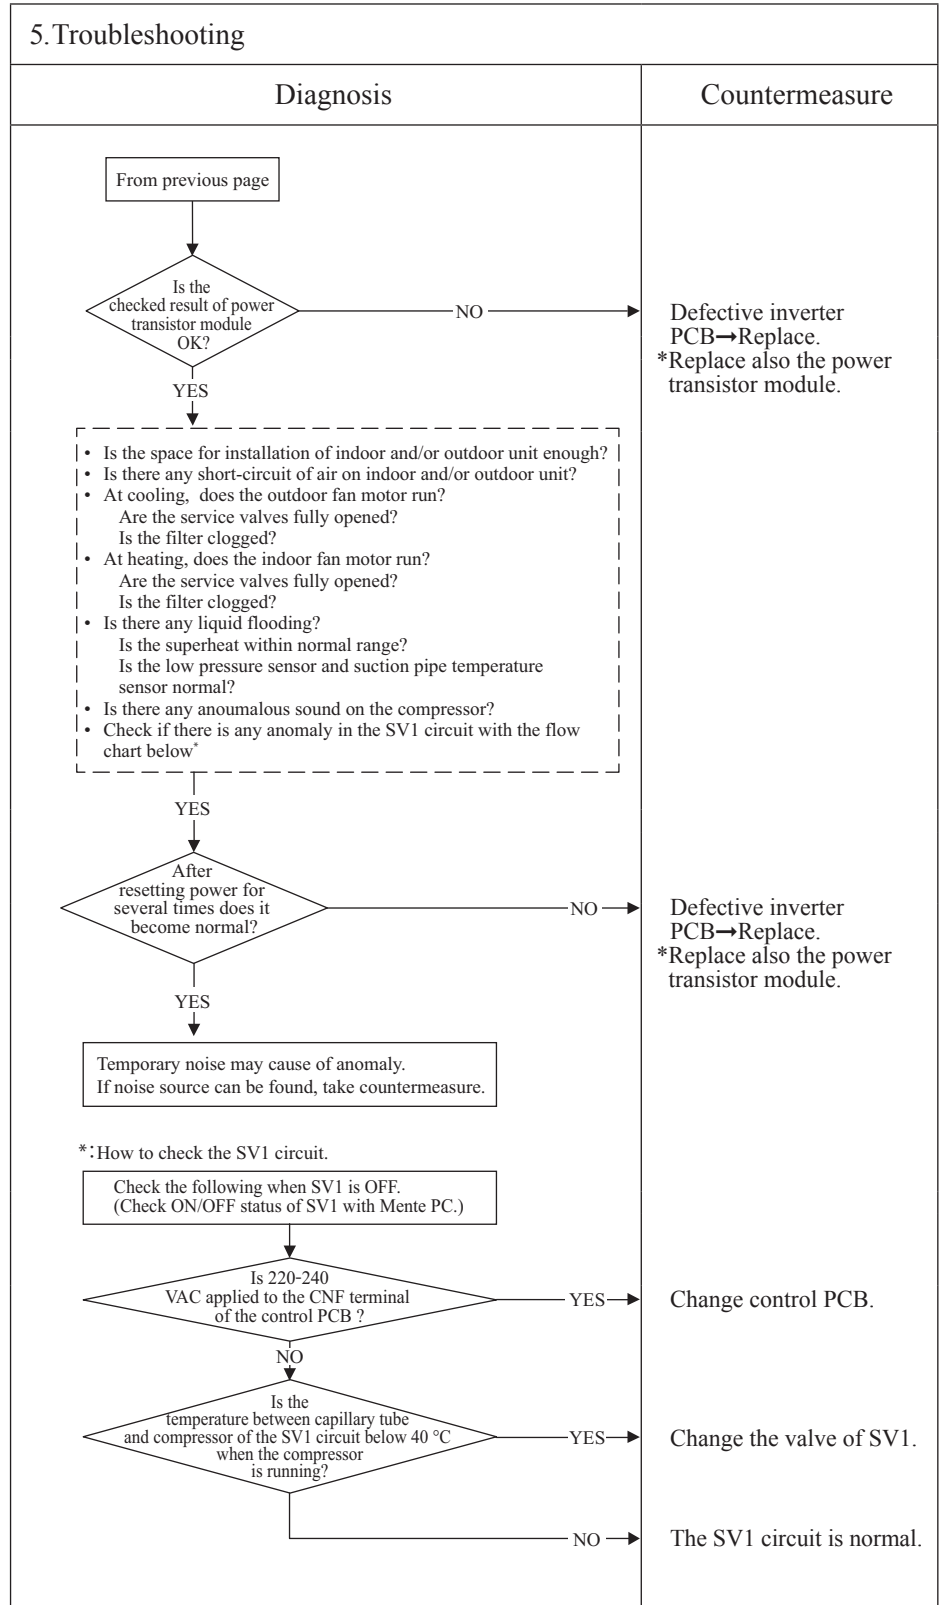 5.Troubleshooting
Diagnosis
Countermeasure
From previous page
Is the
checked result of power
transistor module
OK?
NO
Defective inverter
PCB→Replace.
*Replace also the power
transistor module.
YES
• Is the space for installation of indoor and/or outdoor unit enough?
• Is there any short-circuit of air on indoor and/or outdoor unit?
• At cooling, does the outdoor fan motor run?
Are the service valves fully opened?
Is the filter clogged?
• At heating, does the indoor fan motor run?
Are the service valves fully opened?
Is the filter clogged?
• Is there any liquid flooding?
Is the superheat within normal range?
Is the low pressure sensor and suction pipe temperature
sensor normal?
• Is there any anoumalous sound on the compressor?
• Check if there is any anomaly in the SV1 circuit with the flow
chart below*
YES
After
resetting power for
several times does it
become normal?
NO
Defective inverter
PCB→Replace.
*Replace also the power
transistor module.
YES
Temporary noise may cause of anomaly.
If noise source can be found, take countermeasure.
*:How to check the SV1 circuit.
Check the following when SV1 is OFF.
(Check ON/OFF status of SV1 with Mente PC.)
Is 220-240
VAC applied to the CNF terminal
of the control PCB ?
YES
Change control PCB.
NO
Is the
temperature between capillary tube
and compressor of the SV1 circuit below 40 °C
when the compressor
is running?
YES
Change the valve of SV1.
NO
The SV1 circuit is normal.